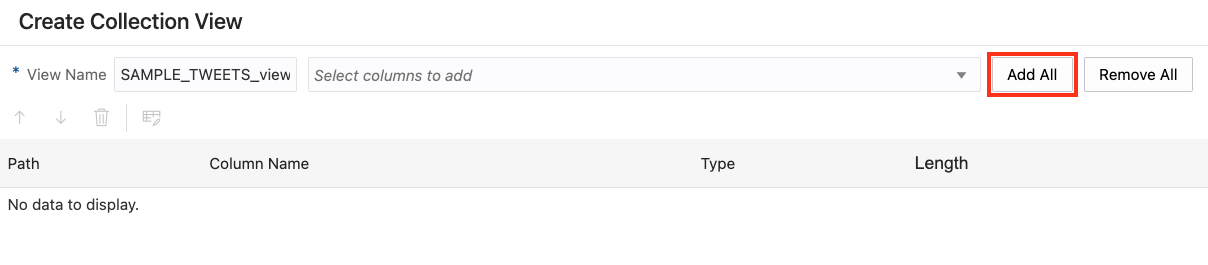 Create Collection View
* View Name SAMPLE_TWEETS_view Select columns to add Add All Remove All
Path Column Name Type Length
No data to display.